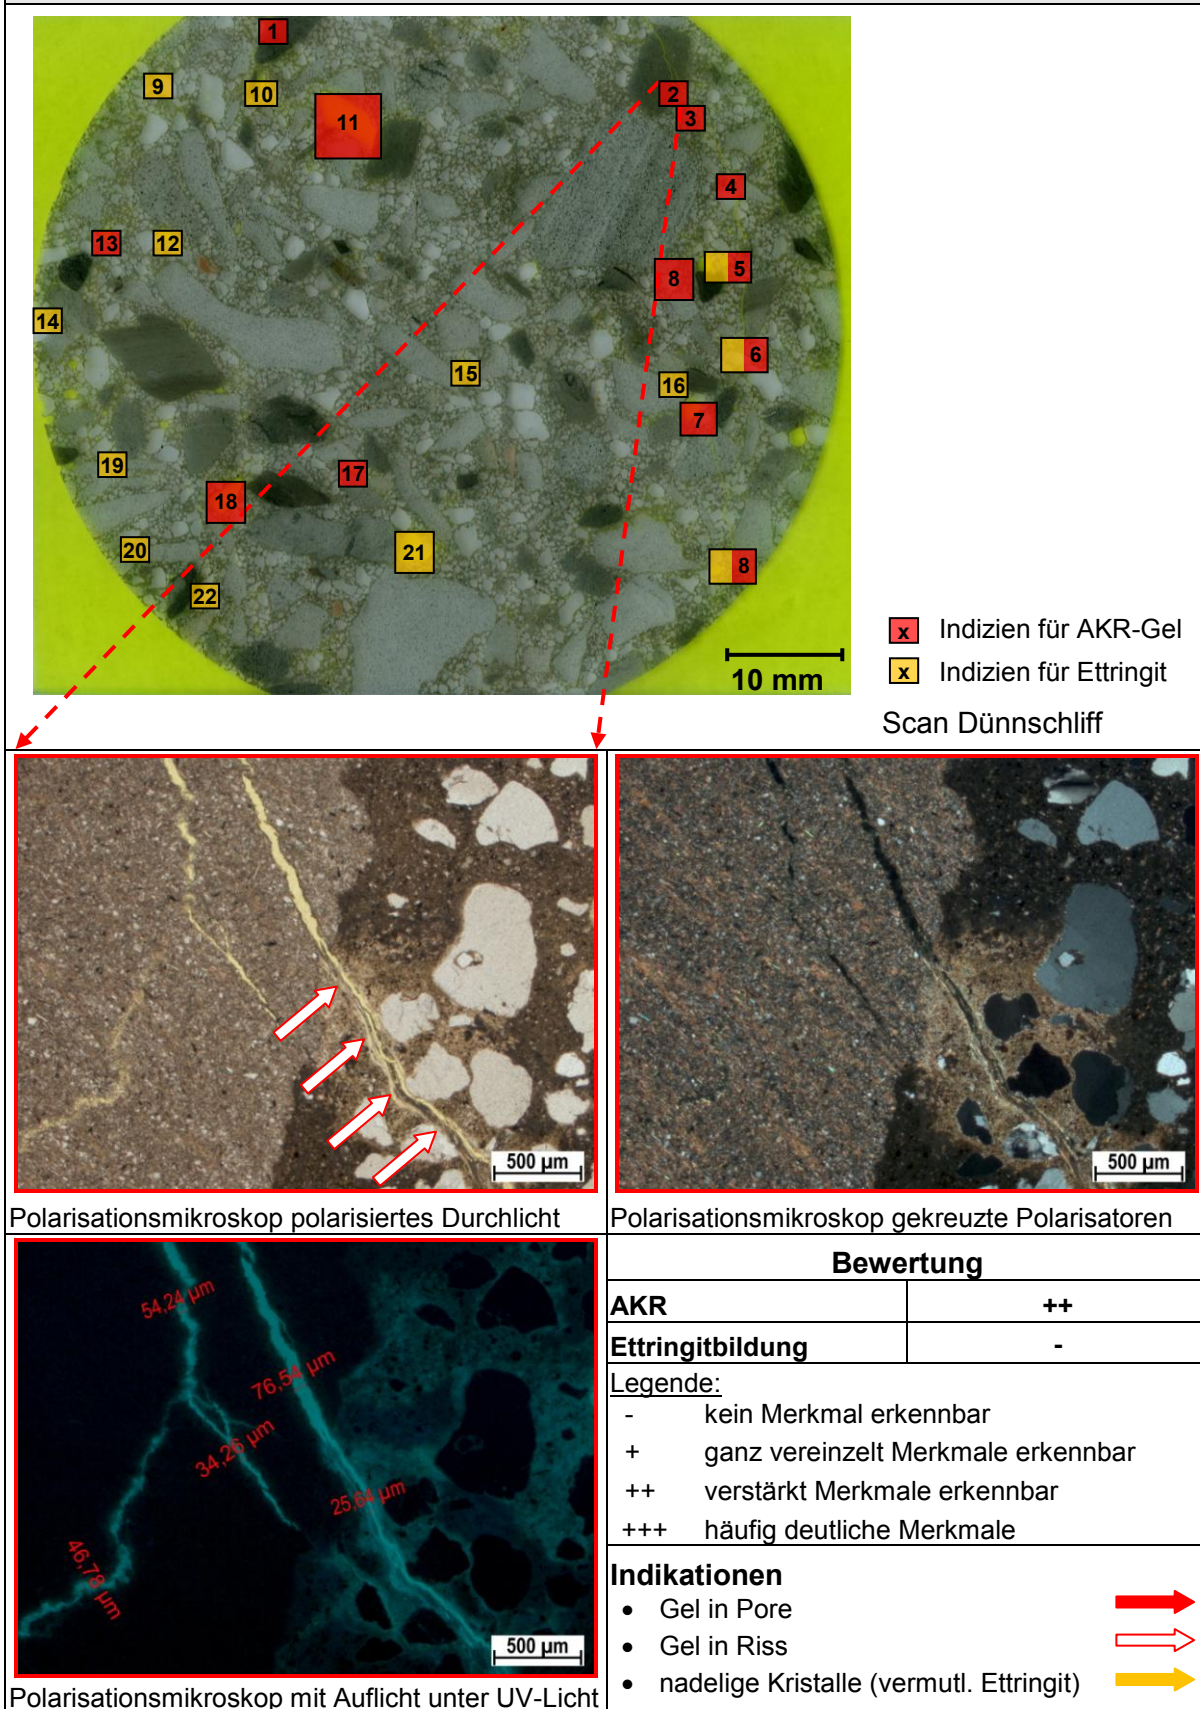 1
2
9
10
3
11
4
13
12
5
8
14
6
15
16
7
19
17
18
20
21
8
22
10 mm
x Indizien für AKR-Gel
x Indizien für Ettringit
Scan Dünnschliff
500 µm
500 µm
Polarisationsmikroskop polarisiertes Durchlicht
Polarisationsmikroskop gekreuzte Polarisatoren
54,24 µm
76,54 µm
34,26 µm
25,64 µm
46,78 µm
500 µm
Polarisationsmikroskop mit Auflicht unter UV-Licht
Bewertung
AKR ++
Ettringitbildung -
Legende:
- kein Merkmal erkennbar
+ ganz vereinzelt Merkmale erkennbar
++ verstärkt Merkmale erkennbar
+++ häufig deutliche Merkmale
Indikationen
• Gel in Pore
• Gel in Riss
• nadelige Kristalle (vermutl. Ettringit)